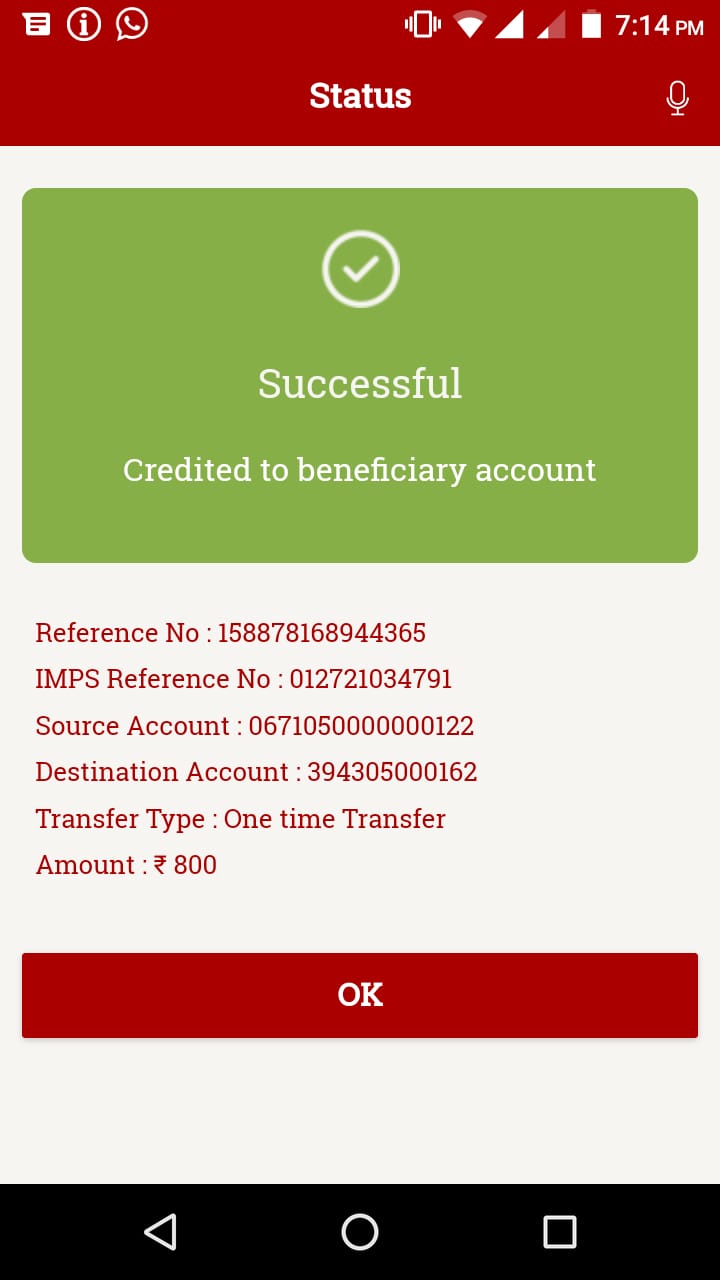 7:14 PM
Status
Successful
Credited to beneficiary account
Reference No : 158878168944365
IMPS Reference No : 012721034791
Source Account : 0671050000000122
Destination Account : 394305000162
Transfer Type : One time Transfer
Amount : ₹ 800
OK